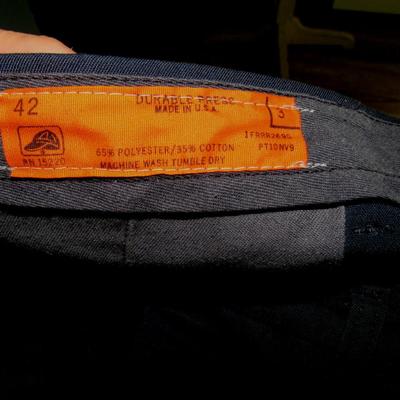 42
DURABLE PRESS
MADE IN U.S.A.
3
RN 15220
65% POLYESTER/35% COTTON
PT10NV9
MACHINE WASH TUMBLE DRY